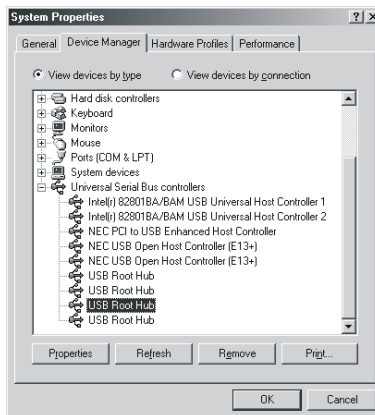 System Properties
General Device Manager Hardware Profiles Performance
View devices by type View devices by connection
Hard disk controllers
Keyboard
Monitors
Mouse
Ports (COM & LPT)
System devices
Universal Serial Bus controllers
Intel(r) 82801BA/BAM USB Universal Host Controller 1
Intel(r) 82801BA/BAM USB Universal Host Controller 2
NEC PCI to USB Enhanced Host Controller
NEC USB Open Host Controller (E13+)
NEC USB Open Host Controller (E13+)
USB Root Hub
USB Root Hub
USB Root Hub
USB Root Hub
Properties Refresh Remove Print...
OK Cancel